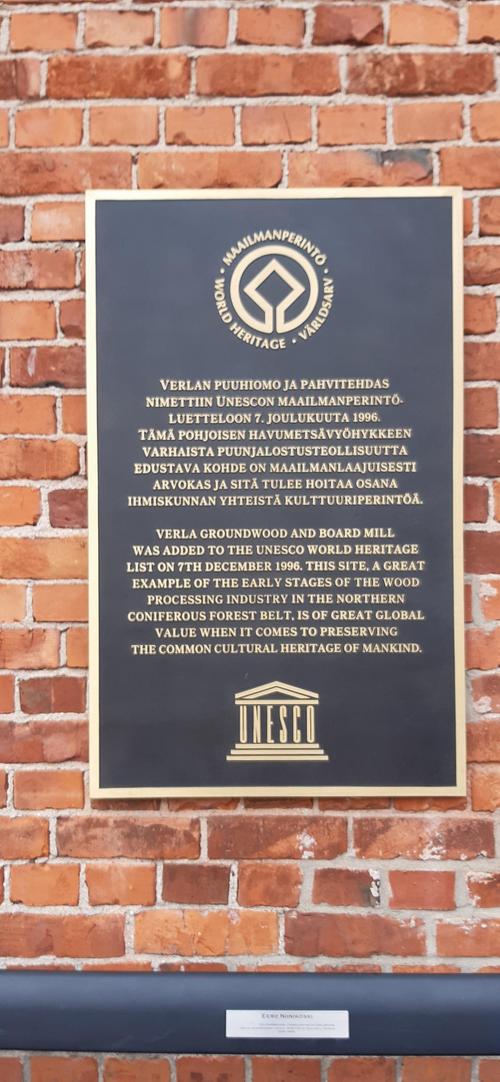 MAAILMANPERINTÖ
WORLD HERITAGE • VÄRLDSARV
VERLAN PUUHIOMO JA PAHVITEHDAS
NIMETTIIN UNESCON MAAILMANPERINTÖ-
LUETTELOON 7. JOULUKUUTA 1996.
TÄMÄ POHJOISEN HAVUMETSÄVYÖHYKKEEN
VARHAISTA PUUNJALOSTUSTEOLLISUUTTA
EDUSTAVA KOHDE ON MAAILMANLAAJUISESTI
ARVOKAS JA SITÄ TULEE HOITAA OSANA
IHMISKUNNAN YHTEISTÄ KULTTUURIPERINTÖÄ.
VERLA GROUNDWOOD AND BOARD MILL
WAS ADDED TO THE UNESCO WORLD HERITAGE
LIST ON 7TH DECEMBER 1996. THIS SITE, A GREAT
EXAMPLE OF THE EARLY STAGES OF THE WOOD
PROCESSING INDUSTRY IN THE NORTHERN
CONIFEROUS FOREST BELT, IS OF GREAT GLOBAL
VALUE WHEN IT COMES TO PRESERVING
THE COMMON CULTURAL HERITAGE OF MANKIND.
UNESCO
EERO NIINIKOSKI